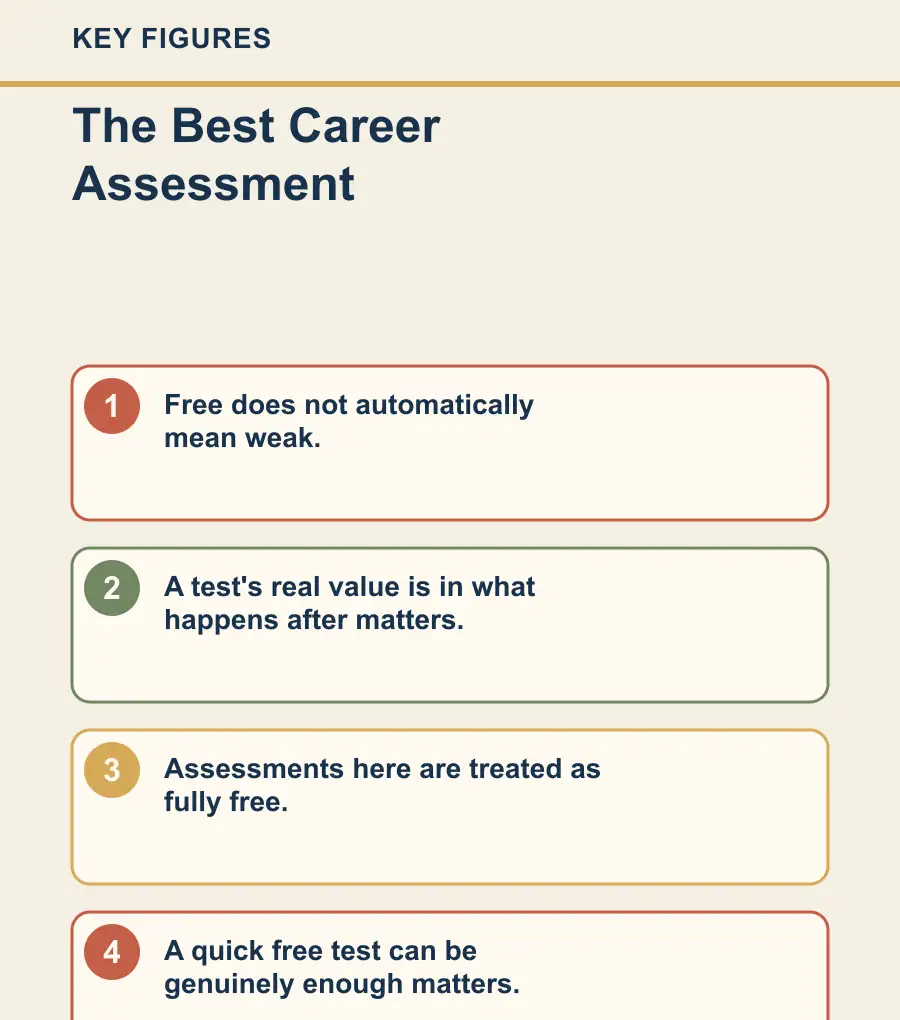 KEY FIGURES
The Best Career
Assessment
1
Free does not automatically
mean weak.
2
A test's real value is in what
happens after matters.
3
Assessments here are treated as
fully free.
4
A quick free test can be
genuinely enough matters.